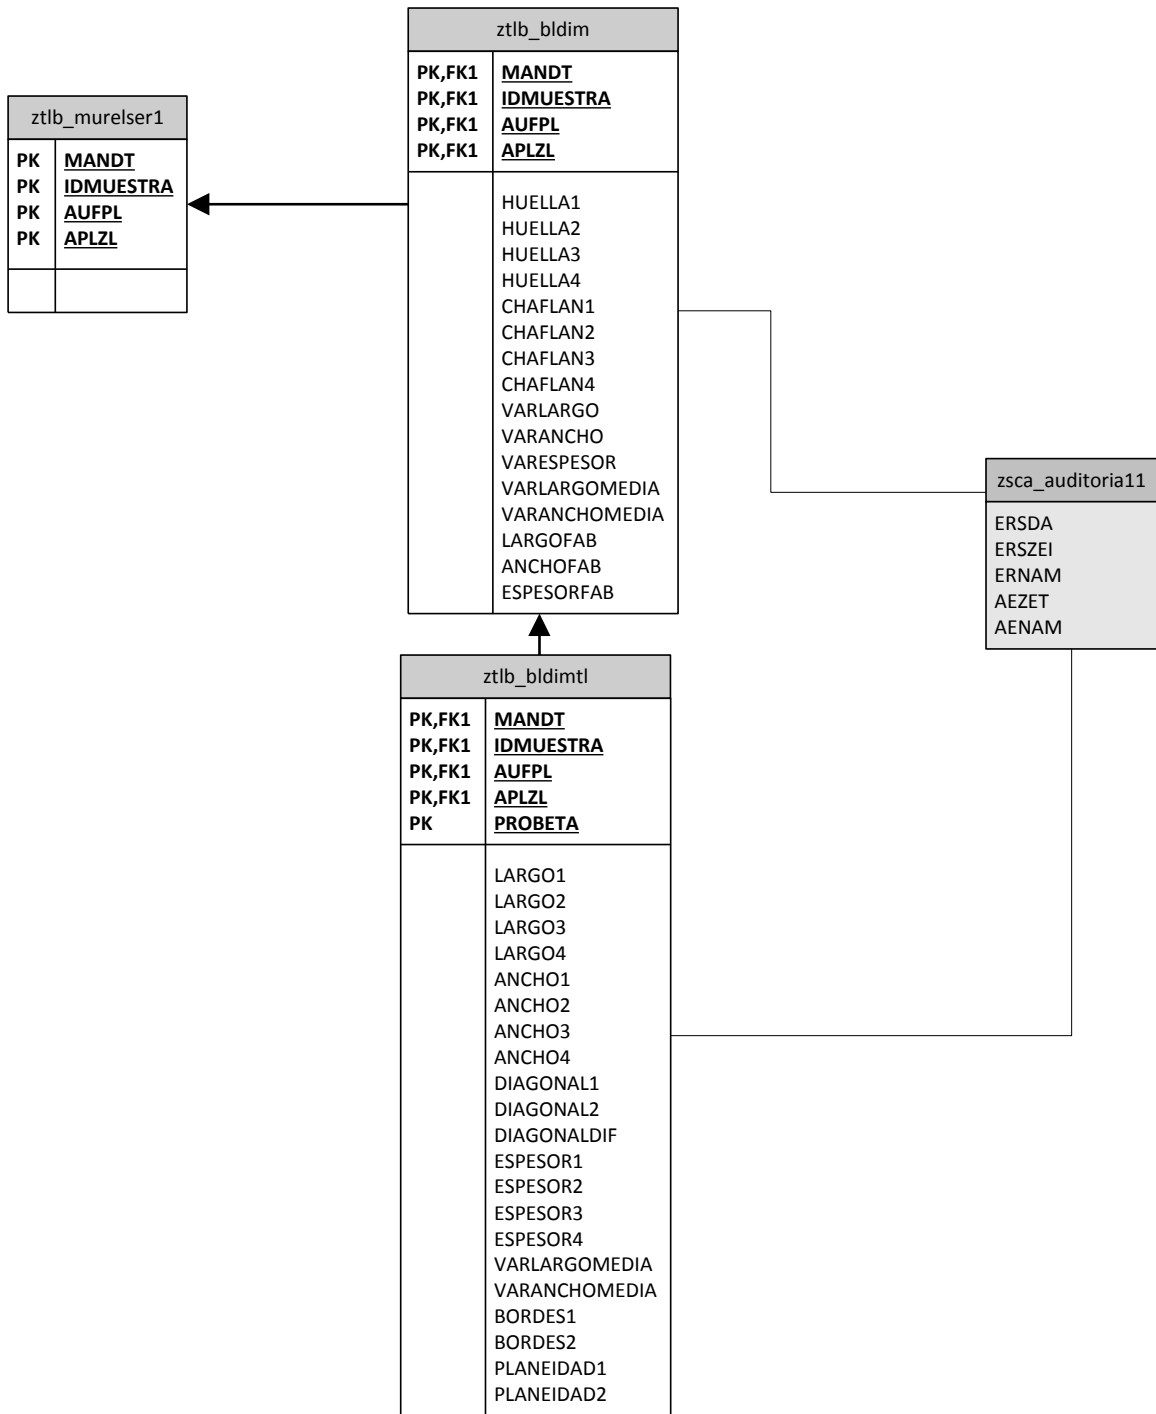 ztlb_bldim
PK,FK1 MANDT
PK,FK1 IDMUESTRA
PK,FK1 AUFPL
PK,FK1 APLZL
HUELLA1
HUELLA2
HUELLA3
HUELLA4
CHAFLAN1
CHAFLAN2
CHAFLAN3
CHAFLAN4
VARLARGO
VARANCHO
VARESPESOR
VARLARGOMEDIA
VARANCHOMEDIA
LARGOFAB
ANCHOFAB
ESPESORFAB
ztlb_murelser1
PK MANDT
PK IDMUESTRA
PK AUFPL
PK APLZL
zsca_auditoria11
ERSDA
ERSZEI
ERNAM
AEZET
AENAM
ztlb_bldimtl
PK,FK1 MANDT
PK,FK1 IDMUESTRA
PK,FK1 AUFPL
PK,FK1 APLZL
PK PROBETA
LARGO1
LARGO2
LARGO3
LARGO4
ANCHO1
ANCHO2
ANCHO3
ANCHO4
DIAGONAL1
DIAGONAL2
DIAGONALDIF
ESPESOR1
ESPESOR2
ESPESOR3
ESPESOR4
VARLARGOMEDIA
VARANCHOMEDIA
BORDES1
BORDES2
PLANEIDAD1
PLANEIDAD2